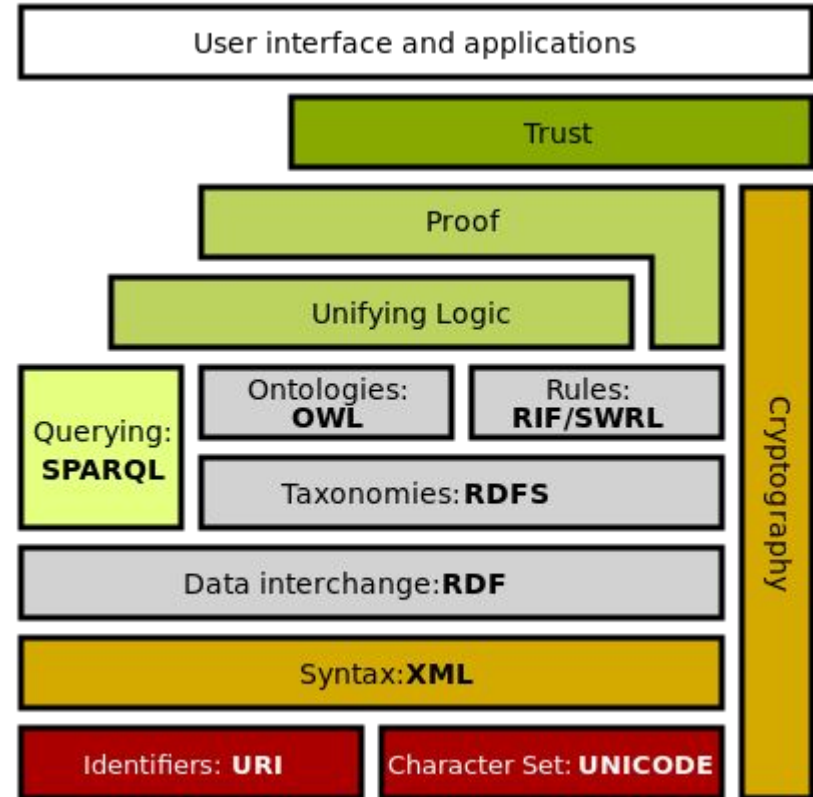 User interface and applications
Trust
Proof
Unifying Logic
Querying:
SPARQL
Ontologies:
OWL
Rules:
RIF/SWRL
Taxonomies:RDFS
Data interchange:RDF
Syntax:XML
Identifiers: URI
Character Set: UNICODE
Cryptography